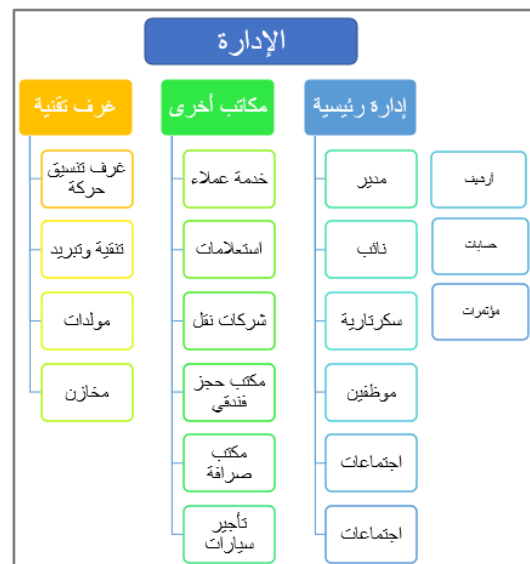 الإدارة
إدارة رئيسية
مدير
نائب
سكرتارية
موظفين
اجتماعات
اجتماعات
أرشيف
حسابات
مؤتمرات
مكاتب أخرى
خدمة عملاء
استعلامات
شركات نقل
مكتب حجز
فندقي
مكتب
صرافة
تأجير
سيارات
غرف تقنية
غرف تنسيق
حركة
تنقية وتبريد
مولدات
مخازن